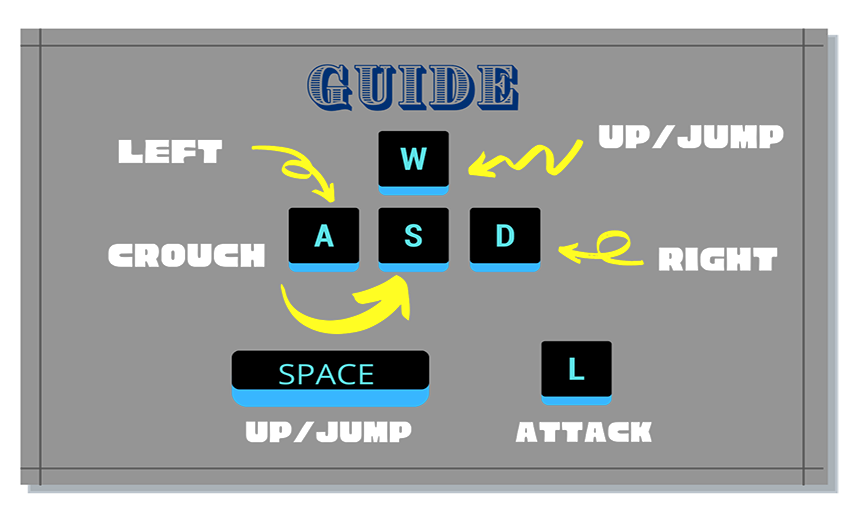 GUIDE
LEFT
W
UP/JUMP
CROUCH
A
S
D
RIGHT
SPACE
L
UP/JUMP
ATTACK